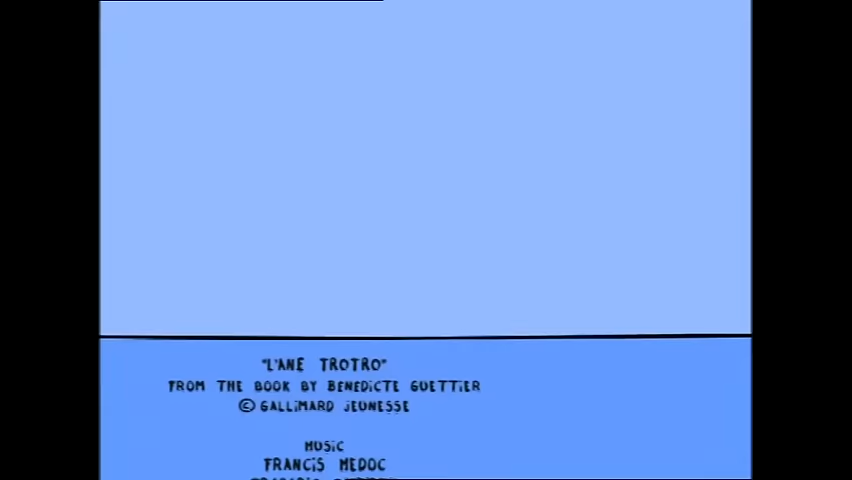 "L'ANE TROTRO"
FROM THE BOOK BY BENEDICTE GUETTIER
© GALLIMARD JEUNESSE
MUSIC
FRANCIS MEDOC